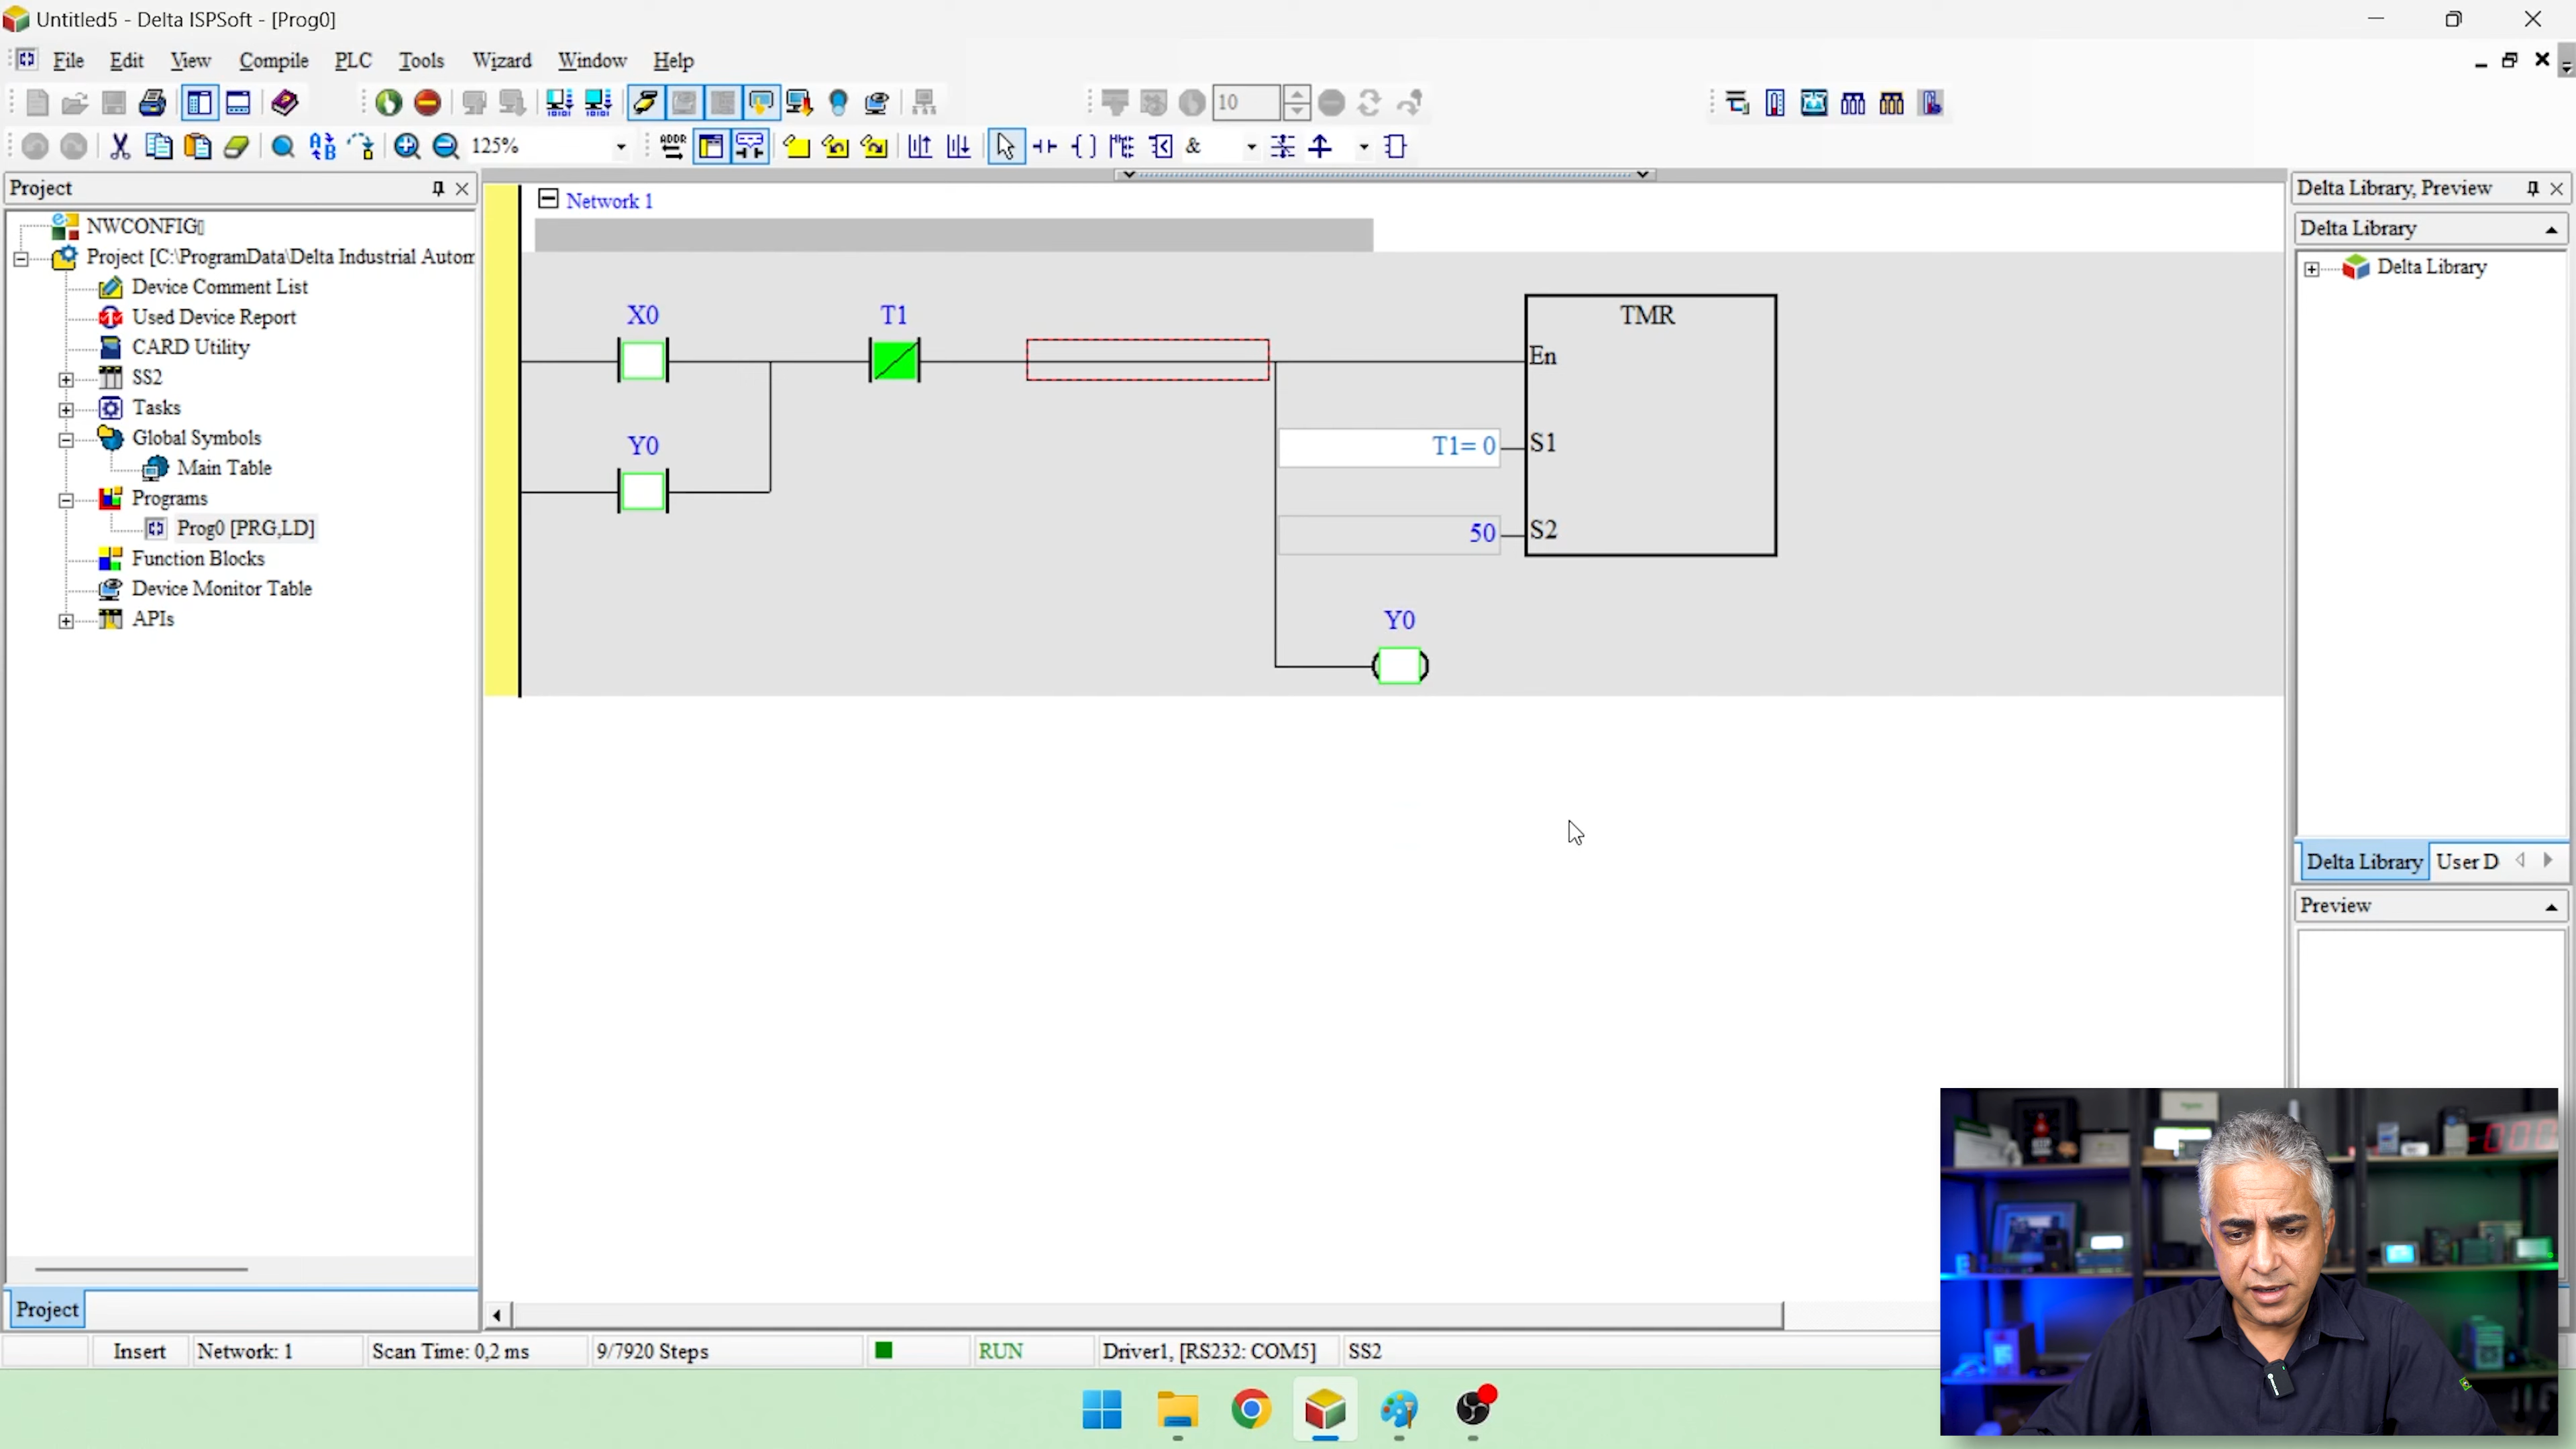 Untitled5 - Delta ISPSoft - [Prog0]
File Edit View Compile PLC Tools Wizard Window Help
10
125%
ADDR
&
Project
NWCONFIG
Project [C:\ProgramData\Delta Industrial Autom
Device Comment List
Used Device Report
CARD Utility
SS2
Tasks
Global Symbols
Main Table
Programs
Prog0 [PRG,LD]
Function Blocks
Device Monitor Table
APIs
Project
Network 1
X0
T1
TMR
En
Y0
T1= 0
S1
50
S2
Y0
Delta Library, Preview
Delta Library
Delta Library
Delta Library
User D
Preview
Insert
Network: 1
Scan Time: 0,2 ms
9/7920 Steps
RUN
Driver1, [RS232: COM5]
SS2